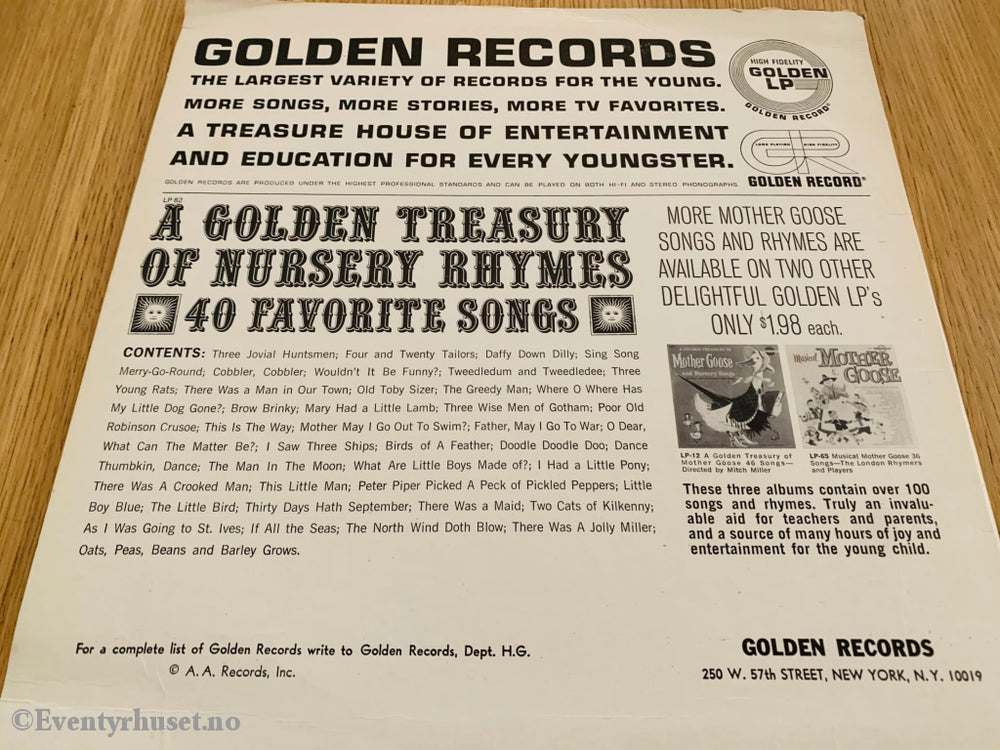 GOLDEN RECORDS
THE LARGEST VARIETY OF RECORDS FOR THE YOUNG.
MORE SONGS, MORE STORIES, MORE TV FAVORITES.
A TREASURE HOUSE OF ENTERTAINMENT
AND EDUCATION FOR EVERY YOUNGSTER.
GOLDEN RECORDS ARE PRODUCED UNDER THE HIGHEST PROFESSIONAL STANDARDS AND CAN BE PLAYED ON BOTH HI-FI AND STEREO PHONOGRAPHS.
HIGH FIDELITY
GOLDEN
LP
GOLDEN RECORD®
LONG PLAYING HIGH FIDELITY
GR
GOLDEN RECORD®
LP 82
A GOLDEN TREASURY
OF NURSERY RHYMES
40 FAVORITE SONGS
CONTENTS: Three Jovial Huntsmen; Four and Twenty Tailors; Daffy Down Dilly; Sing Song
Merry-Go-Round; Cobbler, Cobbler; Wouldn't It Be Funny?; Tweedledum and Tweedledee; Three
Young Rats; There Was a Man in Our Town; Old Toby Sizer; The Greedy Man; Where O Where Has
My Little Dog Gone?; Brow Brinky; Mary Had a Little Lamb; Three Wise Men of Gotham; Poor Old
Robinson Crusoe; This Is The Way; Mother May I Go Out To Swim?; Father, May I Go To War; O Dear,
What Can The Matter Be?; I Saw Three Ships; Birds of A Feather; Doodle Doodle Doo; Dance
Thumbkin, Dance; The Man In The Moon; What Are Little Boys Made of?; I Had a Little Pony;
There Was A Crooked Man; This Little Man; Peter Piper Picked A Peck of Pickled Peppers; Little
Boy Blue; The Little Bird; Thirty Days Hath September; There Was a Maid; Two Cats of Kilkenny;
As I Was Going to St. Ives; If All the Seas; The North Wind Doth Blow; There Was A Jolly Miller;
Oats, Peas, Beans and Barley Grows.
MORE MOTHER GOOSE
SONGS AND RHYMES ARE
AVAILABLE ON TWO OTHER
DELIGHTFUL GOLDEN LP's
ONLY $1.98 each.
A GOLDEN TREASURY OF
Mother Goose
and Nursery Songs
Musical MOTHER
GOOSE
LP-12 A Golden Treasury of
Mother Goose 46 Songs—
Directed by Mitch Miller
LP-65 Musical Mother Goose 36
Songs—The London Rhymers
and Players
These three albums contain over 100
songs and rhymes. Truly an invalu-
able aid for teachers and parents,
and a source of many hours of joy and
entertainment for the young child.
For a complete list of Golden Records write to Golden Records, Dept. H.G.
© A. A. Records, Inc.
GOLDEN RECORDS
250 W. 57th STREET, NEW YORK, N.Y. 10019
©Eventyrhuset.no